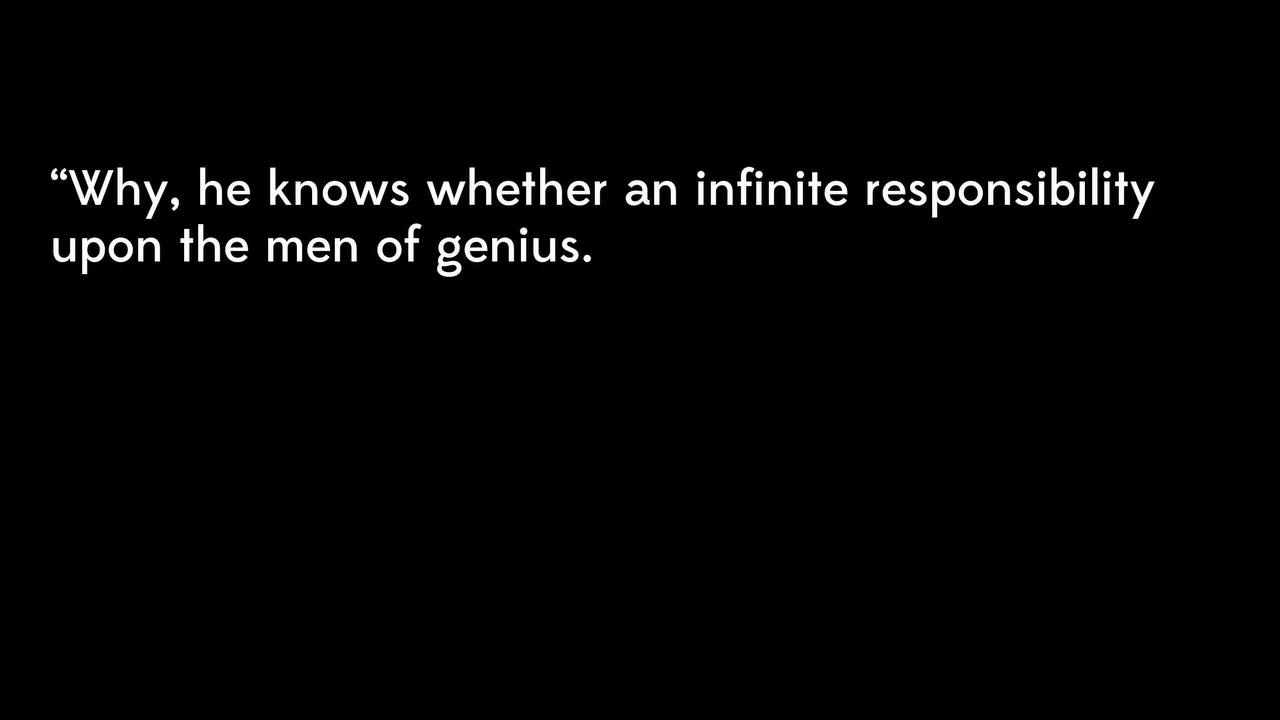 “Why, he knows whether an infinite responsibility
upon the men of genius.